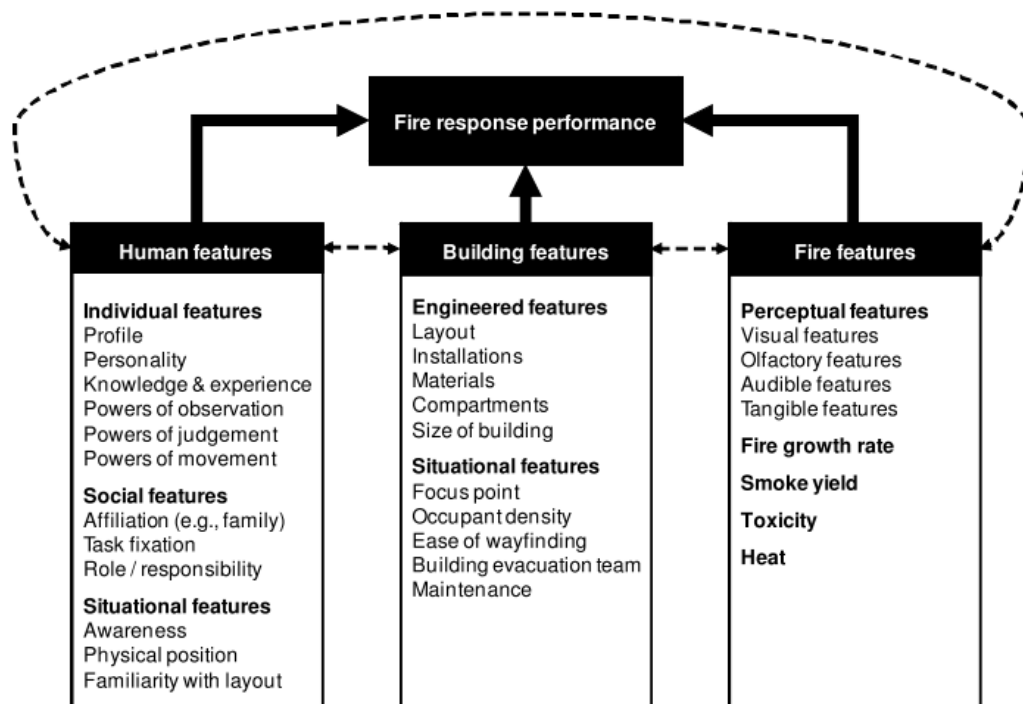 Fire response performance
Human features
Individual features
Profile
Personality
Knowledge & experience
Powers of observation
Powers of judgement
Powers of movement
Social features
Affiliation (e.g., family)
Task fixation
Role / responsibility
Situational features
Awareness
Physical position
Familiarity with layout
Building features
Engineered features
Layout
Installations
Materials
Compartments
Size of building
Situational features
Focus point
Occupant density
Ease of wayfinding
Building evacuation team
Maintenance
Fire features
Perceptual features
Visual features
Olfactory features
Audible features
Tangible features
Fire growth rate
Smoke yield
Toxicity
Heat